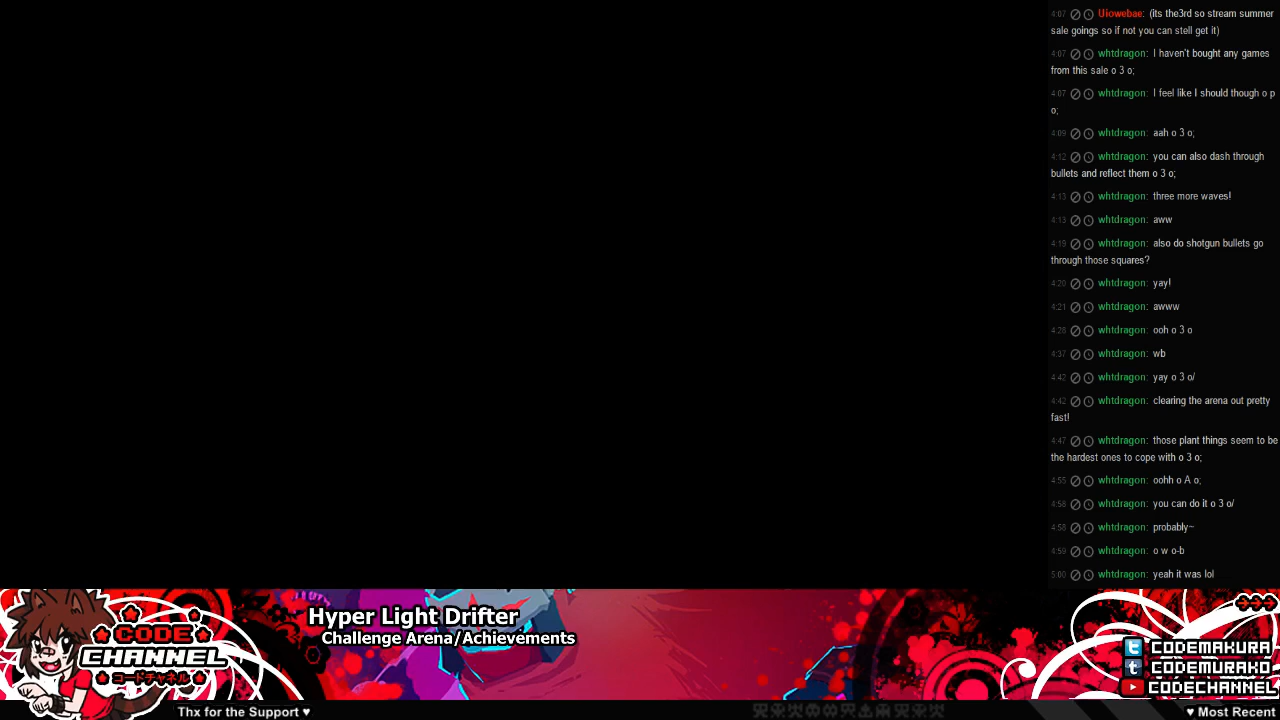 4:07 Uiowebae: (its the3rd so stream summer
sale goings so if not you can stell get it)
4:07 whtdragon: I haven't bought any games
from this sale o 3 o;
4:07 whtdragon: I feel like I should though o p
o;
4:09 whtdragon: aah o 3 o;
4:12 whtdragon: you can also dash through
bullets and reflect them o 3 o;
4:13 whtdragon: three more waves!
4:13 whtdragon: aww
4:19 whtdragon: also do shotgun bullets go
through those squares?
4:20 whtdragon: yay!
4:21 whtdragon: awww
4:28 whtdragon: ooh o 3 o
4:37 whtdragon: wb
4:42 whtdragon: yay o 3 o/
4:42 whtdragon: clearing the arena out pretty
fast!
4:47 whtdragon: those plant things seem to be
the hardest ones to cope with o 3 o;
4:55 whtdragon: oohh o A o;
4:58 whtdragon: you can do it o 3 o/
4:58 whtdragon: probably~
4:59 whtdragon: o w o-b
5:00 whtdragon: yeah it was lol
CODE
CHANNEL
コードチャネル
Hyper Light Drifter
Challenge Arena/Achievements
CODEMAKURA
CODEMURAKO
CODECHANNEL
Thx for the Support ♥
♥ Most Recent